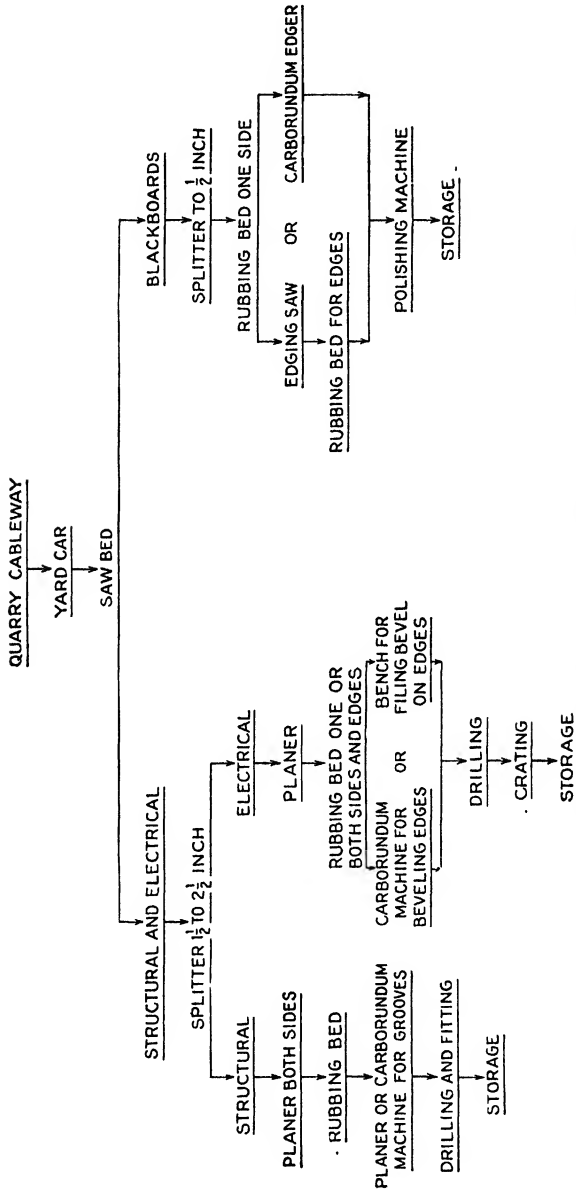 QUARRY CABLEWAY
YARD CAR
SAW BED
STRUCTURAL AND ELECTRICAL
SPLITTER 1½ TO 2½ INCH
STRUCTURAL
PLANER BOTH SIDES
RUBBING BED
PLANER OR CARBORUNDUM
MACHINE FOR GROOVES
DRILLING AND FITTING
STORAGE
ELECTRICAL
PLANER
RUBBING BED ONE OR
BOTH SIDES AND EDGES
CARBORUNDUM
MACHINE FOR
BEVELING EDGES
OR
BENCH FOR
FILING BEVEL
ON EDGES
DRILLING
CRATING
STORAGE
BLACKBOARDS
SPLITTER TO ½ INCH
RUBBING BED ONE SIDE
EDGING SAW
OR
CARBORUNDUM EDGER
RUBBING BED FOR EDGES
POLISHING MACHINE
STORAGE